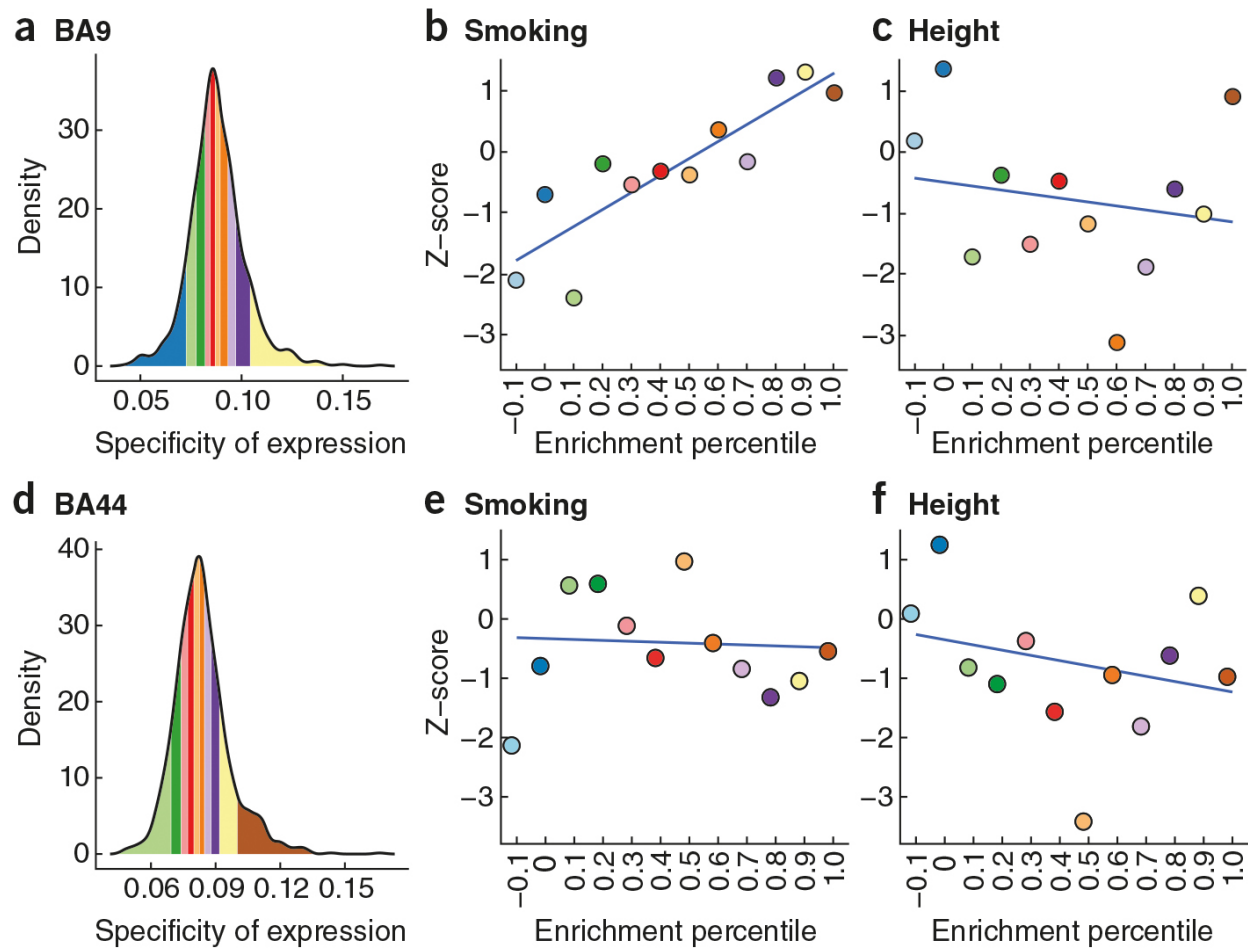 a BA9
Density
30
20
10
0
0.05 0.10 0.15
Specificity of expression
b Smoking
Z–score
1
0
–1
–2
–3
–0.1 0 0.1 0.2 0.3 0.4 0.5 0.6 0.7 0.8 0.9 1.0
Enrichment percentile
c Height
1
0
–1
–2
–3
–0.1 0 0.1 0.2 0.3 0.4 0.5 0.6 0.7 0.8 0.9 1.0
Enrichment percentile
d BA44
Density
40
30
20
10
0
0.06 0.09 0.12 0.15
Specificity of expression
e Smoking
Z–score
1
0
–1
–2
–3
–0.1 0 0.1 0.2 0.3 0.4 0.5 0.6 0.7 0.8 0.9 1.0
Enrichment percentile
f Height
1
0
–1
–2
–3
–0.1 0 0.1 0.2 0.3 0.4 0.5 0.6 0.7 0.8 0.9 1.0
Enrichment percentile